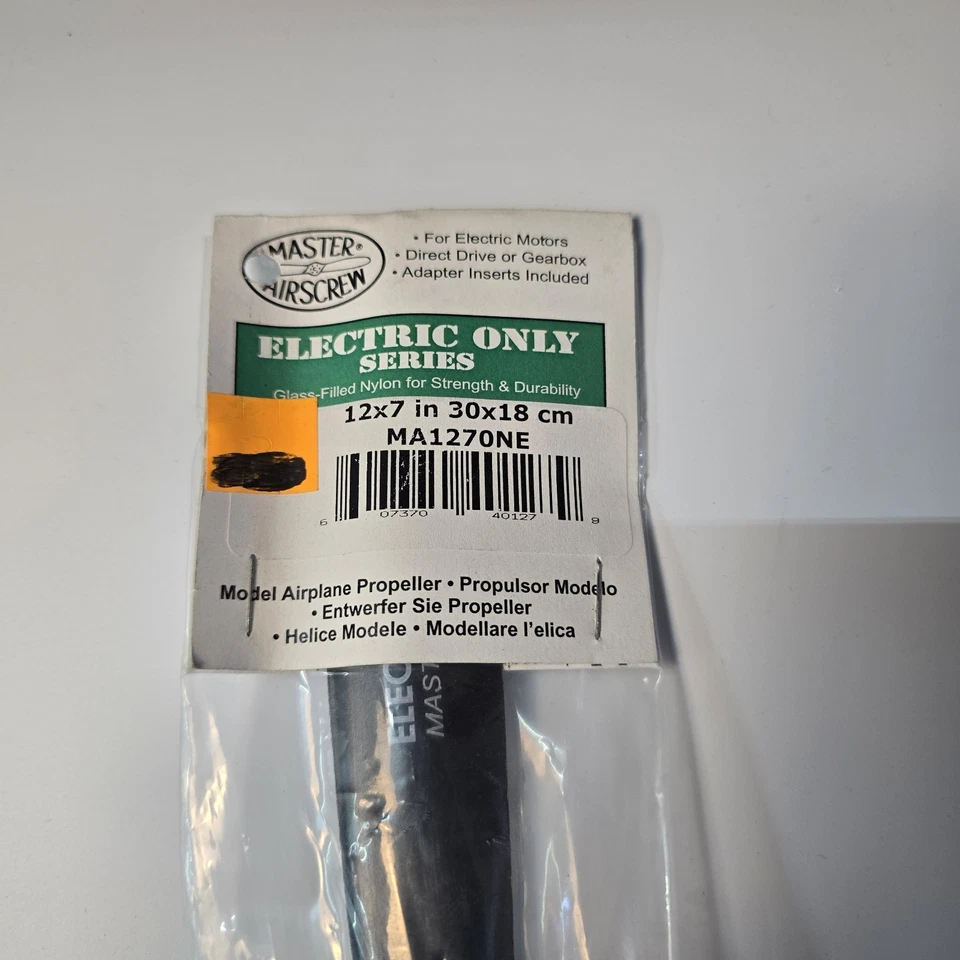 MASTER®
AIRSCREW
• For Electric Motors
• Direct Drive or Gearbox
• Adapter Inserts Included
ELECTRIC ONLY
SERIES
Glass-Filled Nylon for Strength & Durability
12x7 in 30x18 cm
MA1270NE
6 07370 40127 9
Model Airplane Propeller • Propulsor Modelo
• Entwerfer Sie Propeller
• Helice Modele • Modellare l'elica
ELEC
MAST